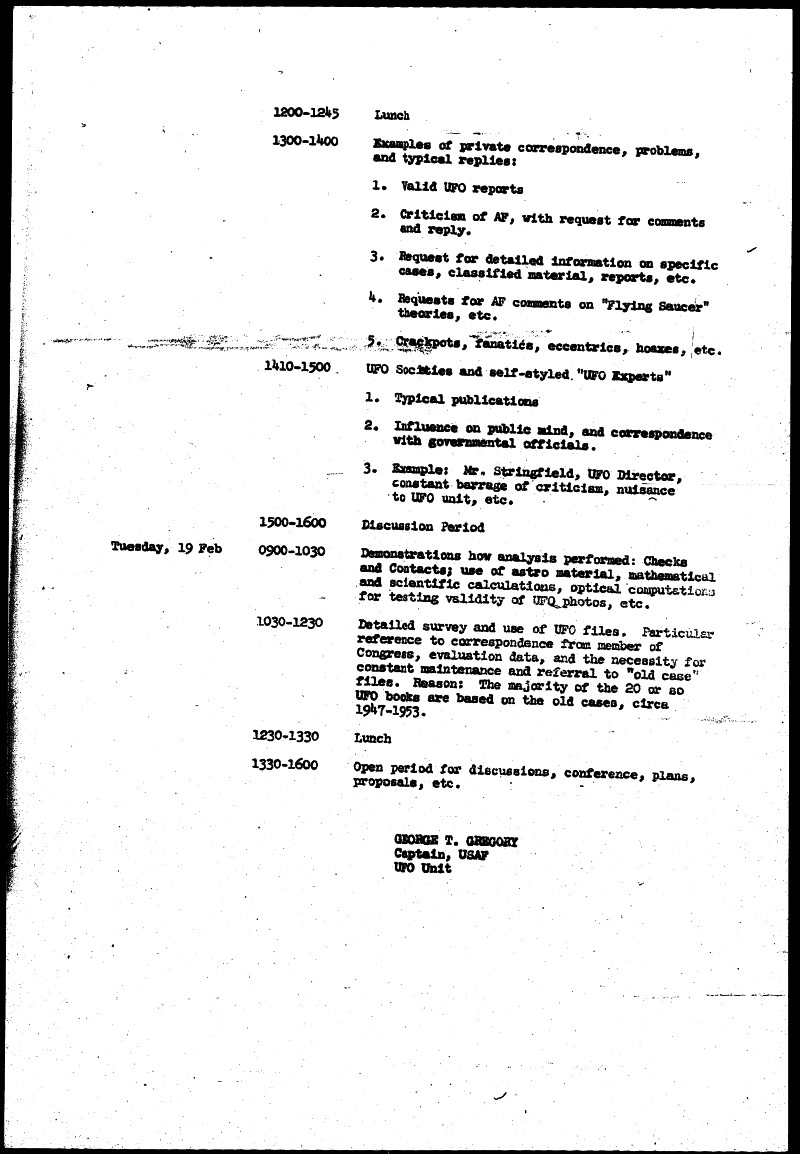 1200-1245 Lunch
1300-1400 Examples of private correspondence, problems,
and typical replies:
1. Valid UFO reports
2. Criticism of AF, with request for comments
and reply.
3. Request for detailed information on specific
cases, classified material, reports, etc.
4. Requests for AF comments on "Flying Saucer"
theories, etc.
5. Crackpots, fanatics, eccentrics, hoaxes, etc.
1410-1500 UFO Socities and self-styled "UFO Experts"
1. Typical publications
2. Influence on public mind, and correspondence
with governmental officials.
3. Example: Mr. Stringfield, UFO Director,
constant barrage of criticism, nuisance
to UFO unit, etc.
1500-1600 Discussion Period
Tuesday, 19 Feb 0900-1030 Demonstrations how analysis performed: Checks
and Contacts; use of astro material, mathematical
and scientific calculations, optical computations
for testing validity of UFO photos, etc.
1030-1230 Detailed survey and use of UFO files. Particular
reference to correspondence from member of
Congress, evaluation data, and the necessity for
constant maintenance and referral to "old case"
files. Reason: The majority of the 20 or so
UFO books are based on the old cases, circa
1947-1953.
1230-1330 Lunch
1330-1600 Open period for discussions, conference, plans,
proposals, etc.
GEORGE T. GREGORY
Captain, USAF
UFO Unit